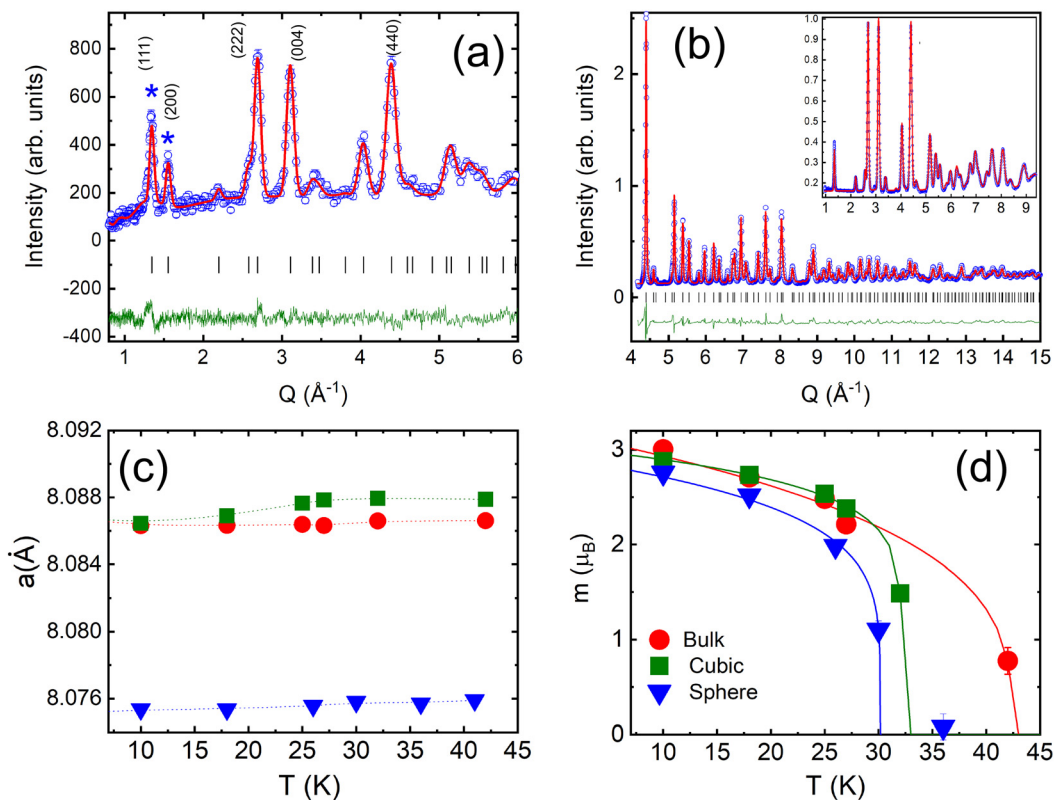 (a)
(111)
*
(200)
*
(222)
(004)
(440)
Intensity (arb. units)
800
600
400
200
0
-200
-400
1 2 3 4 5 6
Q (Å⁻¹)
(b)
Intensity (arb. units)
2
1
0
4 5 6 7 8 9 10 11 12 13 14 15
Q (Å⁻¹)
1.0
0.9
0.8
0.7
0.6
0.5
0.4
0.3
0.2
1 2 3 4 5 6 7 8 9
(c)
a(Å)
8.092
8.088
8.084
8.080
8.076
10 15 20 25 30 35 40 45
T (K)
(d)
m (μ_B)
3
2
1
0
Bulk
Cubic
Sphere
10 15 20 25 30 35 40 45
T (K)